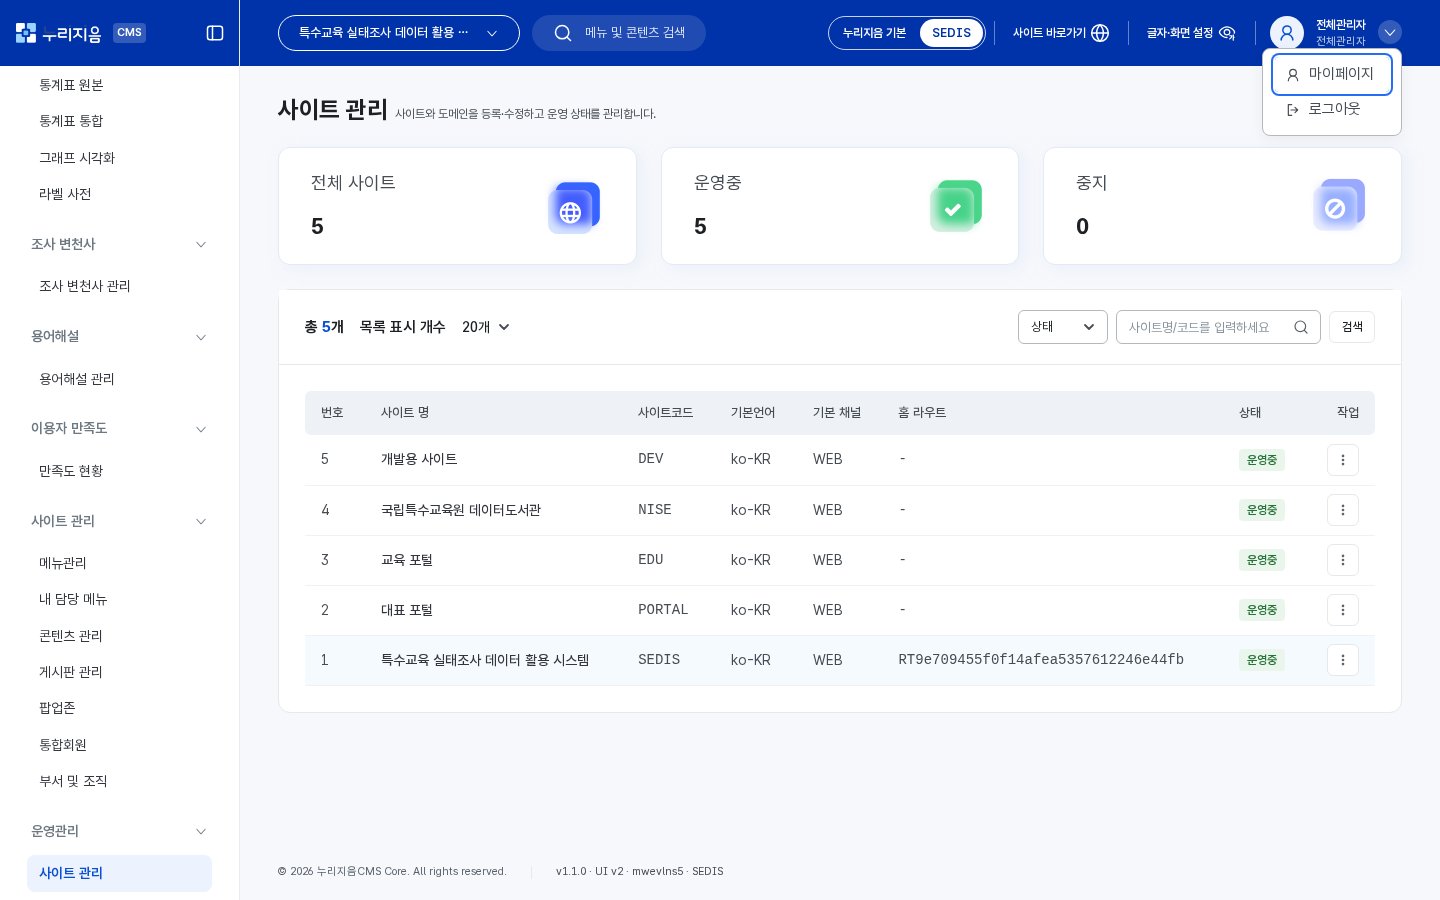 누리지음 CMS
특수교육 실태조사 데이터 활용 ···
메뉴 및 콘텐츠 검색
누리지음 기본
SEDIS
사이트 바로가기
글자·화면 설정
전체관리자
전체관리자
마이페이지
로그아웃
통계표 원본
통계표 통합
그래프 시각화
라벨 사전
조사 변천사
조사 변천사 관리
용어해설
용어해설 관리
이용자 만족도
만족도 현황
사이트 관리
메뉴관리
내 담당 메뉴
콘텐츠 관리
게시판 관리
팝업존
통합회원
부서 및 조직
운영관리
사이트 관리
사이트 관리 사이트와 도메인을 등록·수정하고 운영 상태를 관리합니다.
전체 사이트
5
운영중
5
중지
0
총 5개 목록 표시 개수 20개
상태
사이트명/코드를 입력하세요
검색
번호 사이트 명 사이트코드 기본언어 기본 채널 홈 라우트 상태 작업
5 개발용 사이트 DEV ko-KR WEB - 운영중
4 국립특수교육원 데이터도서관 NISE ko-KR WEB - 운영중
3 교육 포털 EDU ko-KR WEB - 운영중
2 대표 포털 PORTAL ko-KR WEB - 운영중
1 특수교육 실태조사 데이터 활용 시스템 SEDIS ko-KR WEB RT9e709455f0f14afea5357612246e44fb 운영중
© 2026 누리지음CMS Core. All rights reserved.
v1.1.0 · UI v2 · mwevlns5 · SEDIS